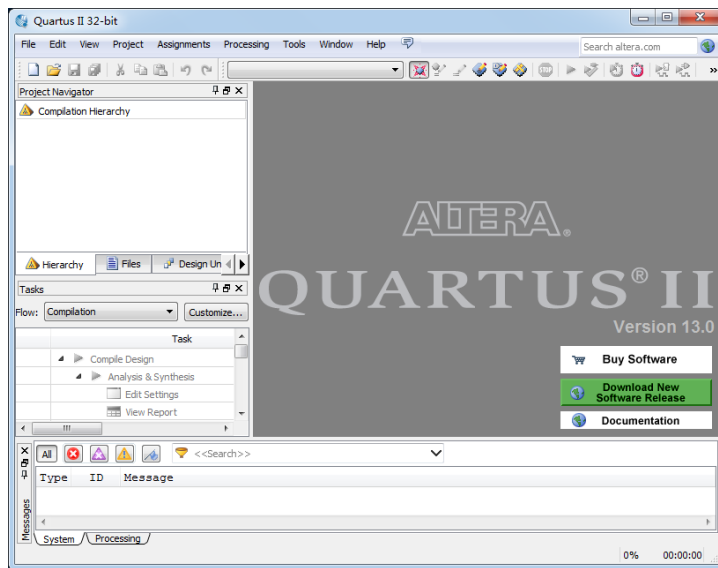 Quartus II 32-bit
File Edit View Project Assignments Processing Tools Window Help
Search altera.com
Project Navigator
Compilation Hierarchy
Hierarchy Files Design Un
Tasks
Flow: Compilation Customize...
Task
Compile Design
Analysis & Synthesis
Edit Settings
View Report
ALTERA®
QUARTUS® II
Version 13.0
Buy Software
Download New
Software Release
Documentation
All <<Search>>
Type ID Message
Messages
System Processing
0% 00:00:00